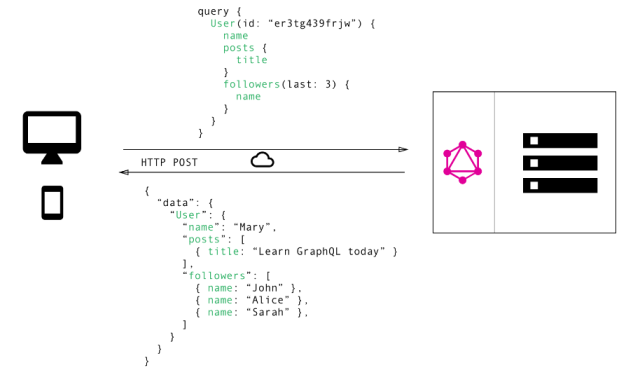 query {
  User(id: “er3tg439frjw”) {
    name
    posts {
      title
    }
    followers(last: 3) {
      name
    }
  }
}
HTTP POST
{
  “data”: {
    “User”: {
      “name”: “Mary”,
      “posts”: [
        { title: “Learn GraphQL today” }
      ],
      “followers”: [
        { name: “John” },
        { name: “Alice” },
        { name: “Sarah” },
      ]
    }
  }
}